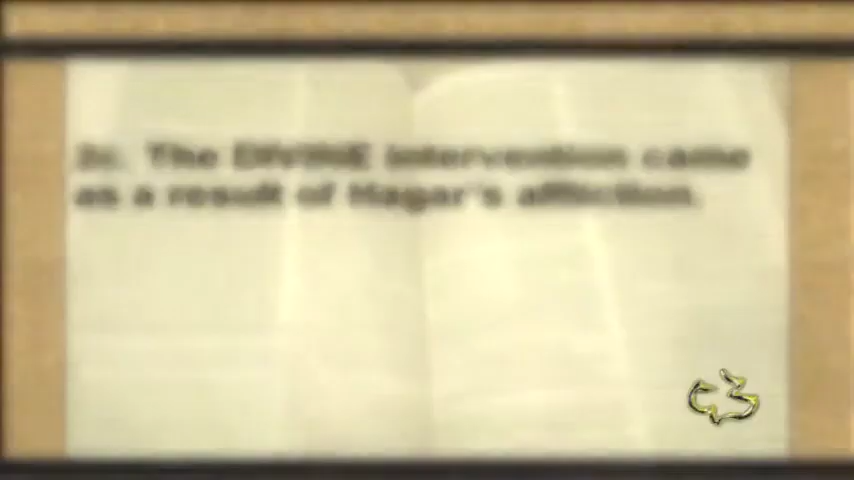 2c. The DIVINE intervention came
as a result of Hagar's affliction.